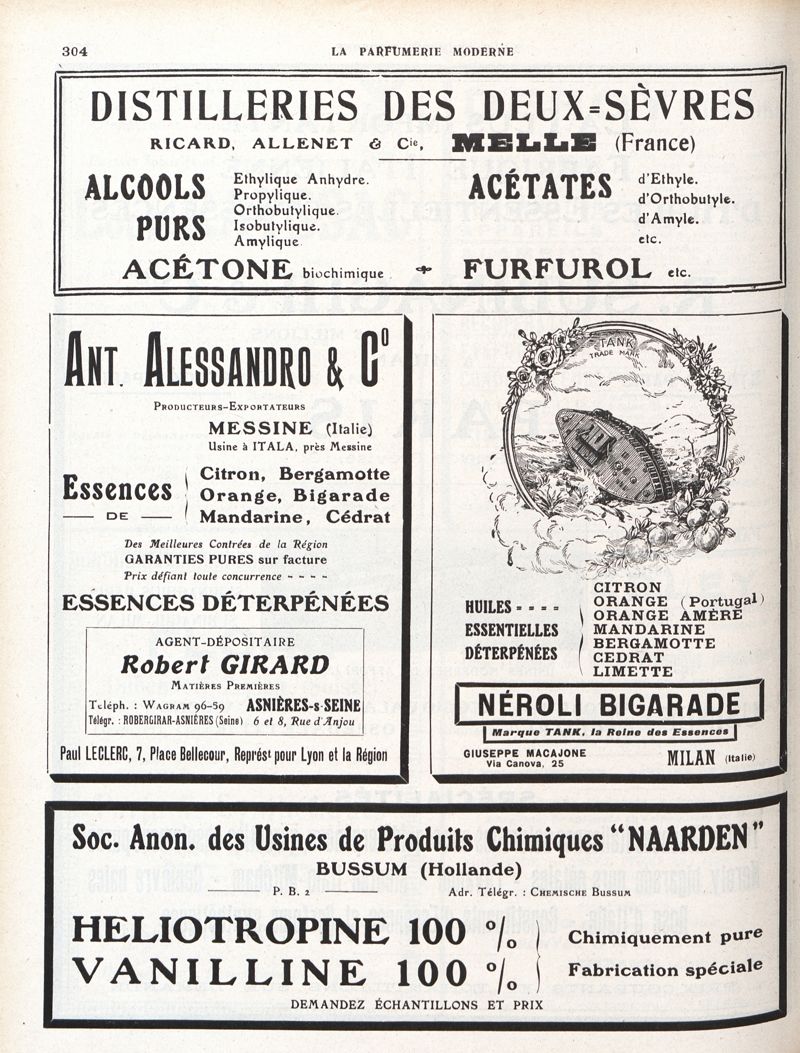 304
LA PARFUMERIE MODERNE
DISTILLERIES DES DEUX=SÈVRES
RICARD, ALLENET & Cie, MELLE (France)
ALCOOLS PURS
Ethylique Anhydre.
Propylique.
Orthobutylique.
Isobutylique.
Amylique
ACÉTATES
d'Ethyle.
d'Orthobutyle.
d'Amyle.
etc.
ACÉTONE biochimique
FURFUROL etc.
ANT. ALESSANDRO & Co
PRODUCTEURS-EXPORTATEURS
MESSINE (Italie)
Usine à ITALA, près Messine
Essences
DE
Citron, Bergamotte
Orange, Bigarade
Mandarine, Cédrat
Des Meilleures Contrées de la Région
GARANTIES PURES sur facture
Prix défiant toute concurrence - - - -
ESSENCES DÉTERPÉNÉES
AGENT-DÉPOSITAIRE
Robert GIRARD
MATIÈRES PREMIÈRES
Téléph. : WAGRAM 96-59 ASNIÈRES-s-SEINE
Télégr. : ROBERGIRAR-ASNIÈRES (Seine) 6 et 8, Rue d'Anjou
Paul LECLERC, 7, Place Bellecour, Représt pour Lyon et la Région
TANK
TRADE MARK
HUILES = = = =
ESSENTIELLES
DÉTERPÉNÉES
CITRON
ORANGE (Portugal)
ORANGE AMÈRE
MANDARINE
BERGAMOTTE
CEDRAT
LIMETTE
NÉROLI BIGARADE
Marque TANK, la Reine des Essences
GIUSEPPE MACAJONE
Via Canova, 25
MILAN (Italie)
Soc. Anon. des Usines de Produits Chimiques "NAARDEN"
BUSSUM (Hollande)
P. B. 2
Adr. Télégr. : CHEMISCHE BUSSUM
HELIOTROPINE 100 % Chimiquement pure
VANILLINE 100 % Fabrication spéciale
DEMANDEZ ÉCHANTILLONS ET PRIX